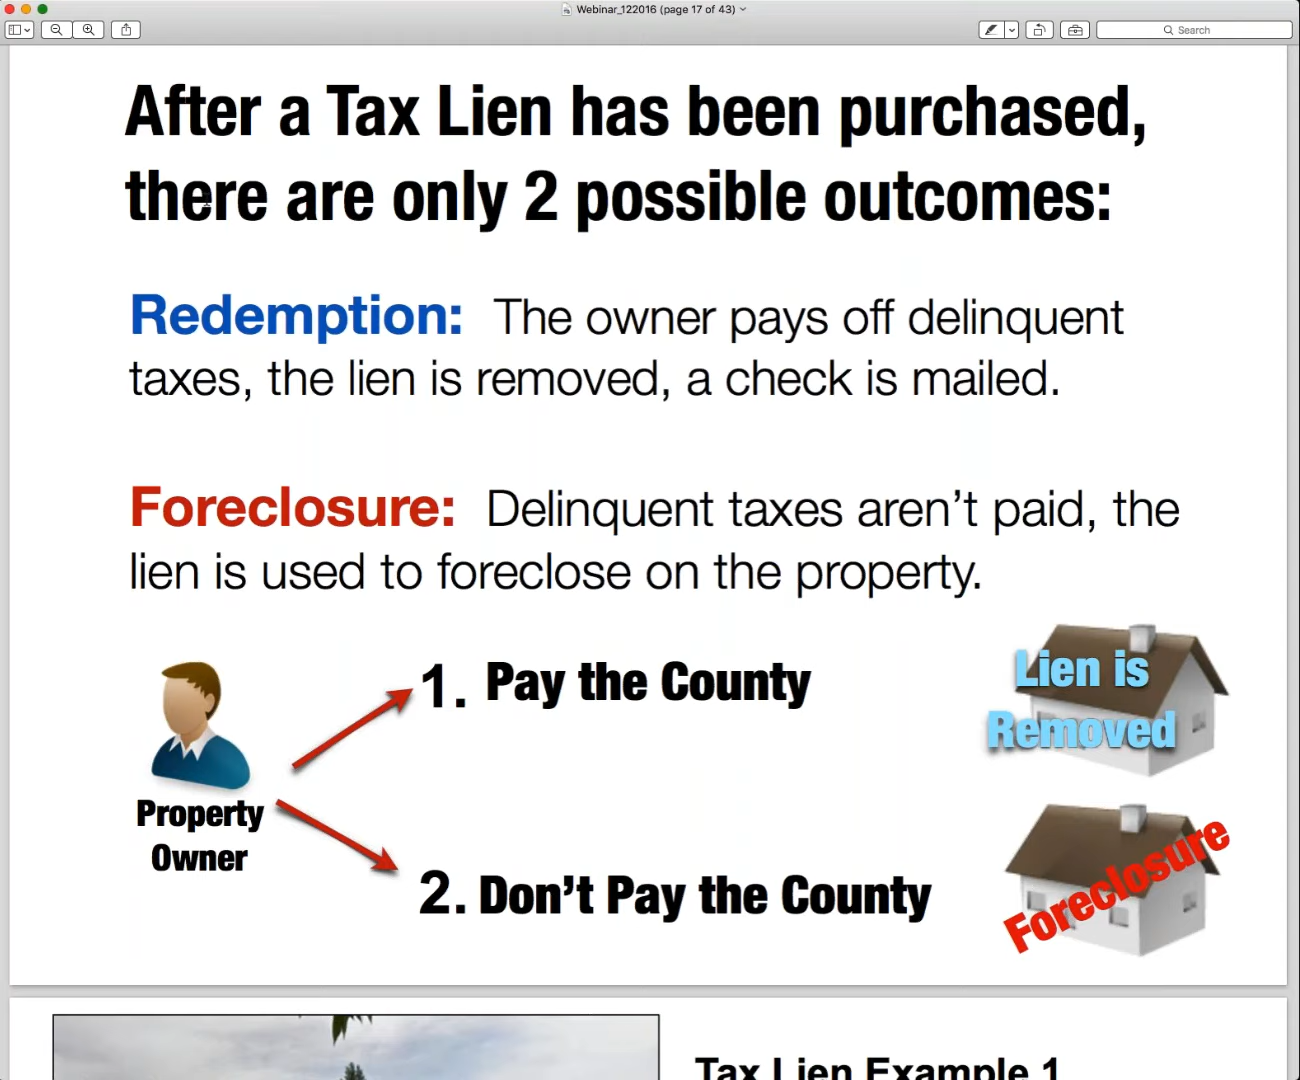 Webinar_122016 (page 17 of 43)
Search
After a Tax Lien has been purchased,
there are only 2 possible outcomes:
Redemption: The owner pays off delinquent
taxes, the lien is removed, a check is mailed.
Foreclosure: Delinquent taxes aren't paid, the
lien is used to foreclose on the property.
1. Pay the County
Lien is
Removed
Property
Owner
2. Don't Pay the County
Foreclosure
Tax Lien Example 1